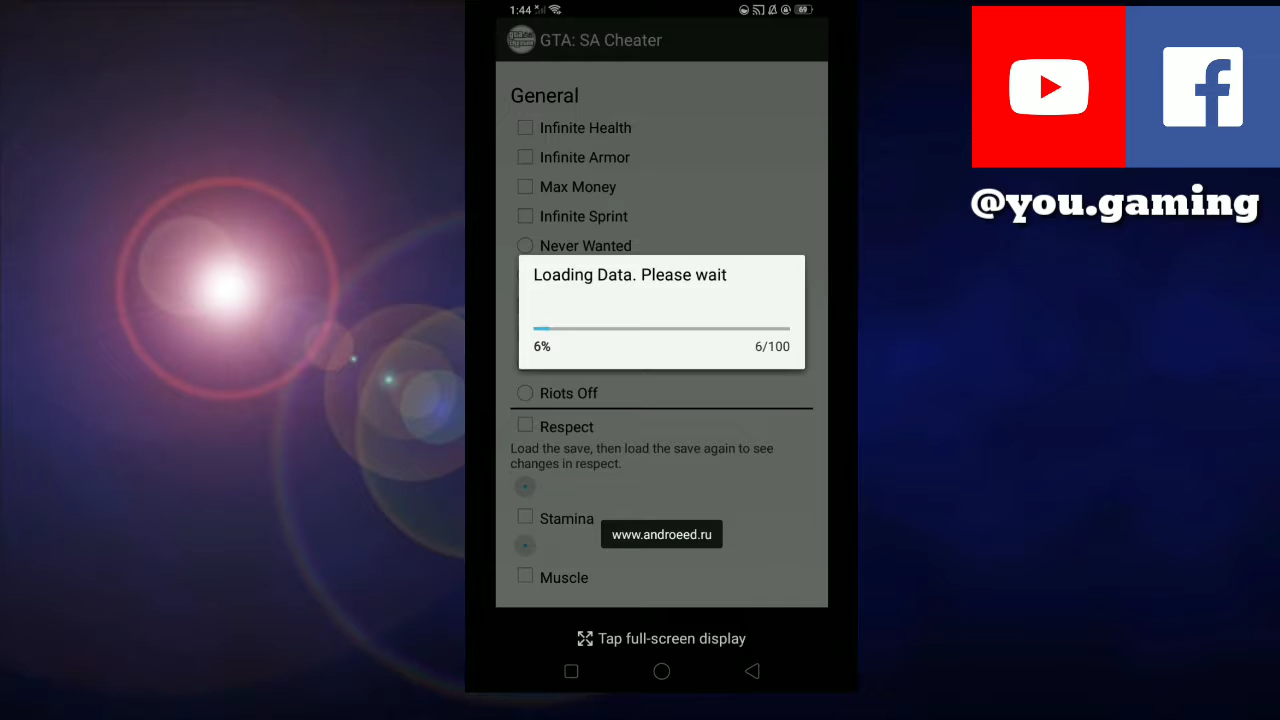 1:44
69
GTA: SA Cheater
General
Infinite Health
Infinite Armor
Max Money
Infinite Sprint
Never Wanted
Loading Data. Please wait
6%
6/100
Riots Off
Respect
Load the save, then load the save again to see
changes in respect.
Stamina
www.androeed.ru
Muscle
Tap full-screen display
@you.gaming